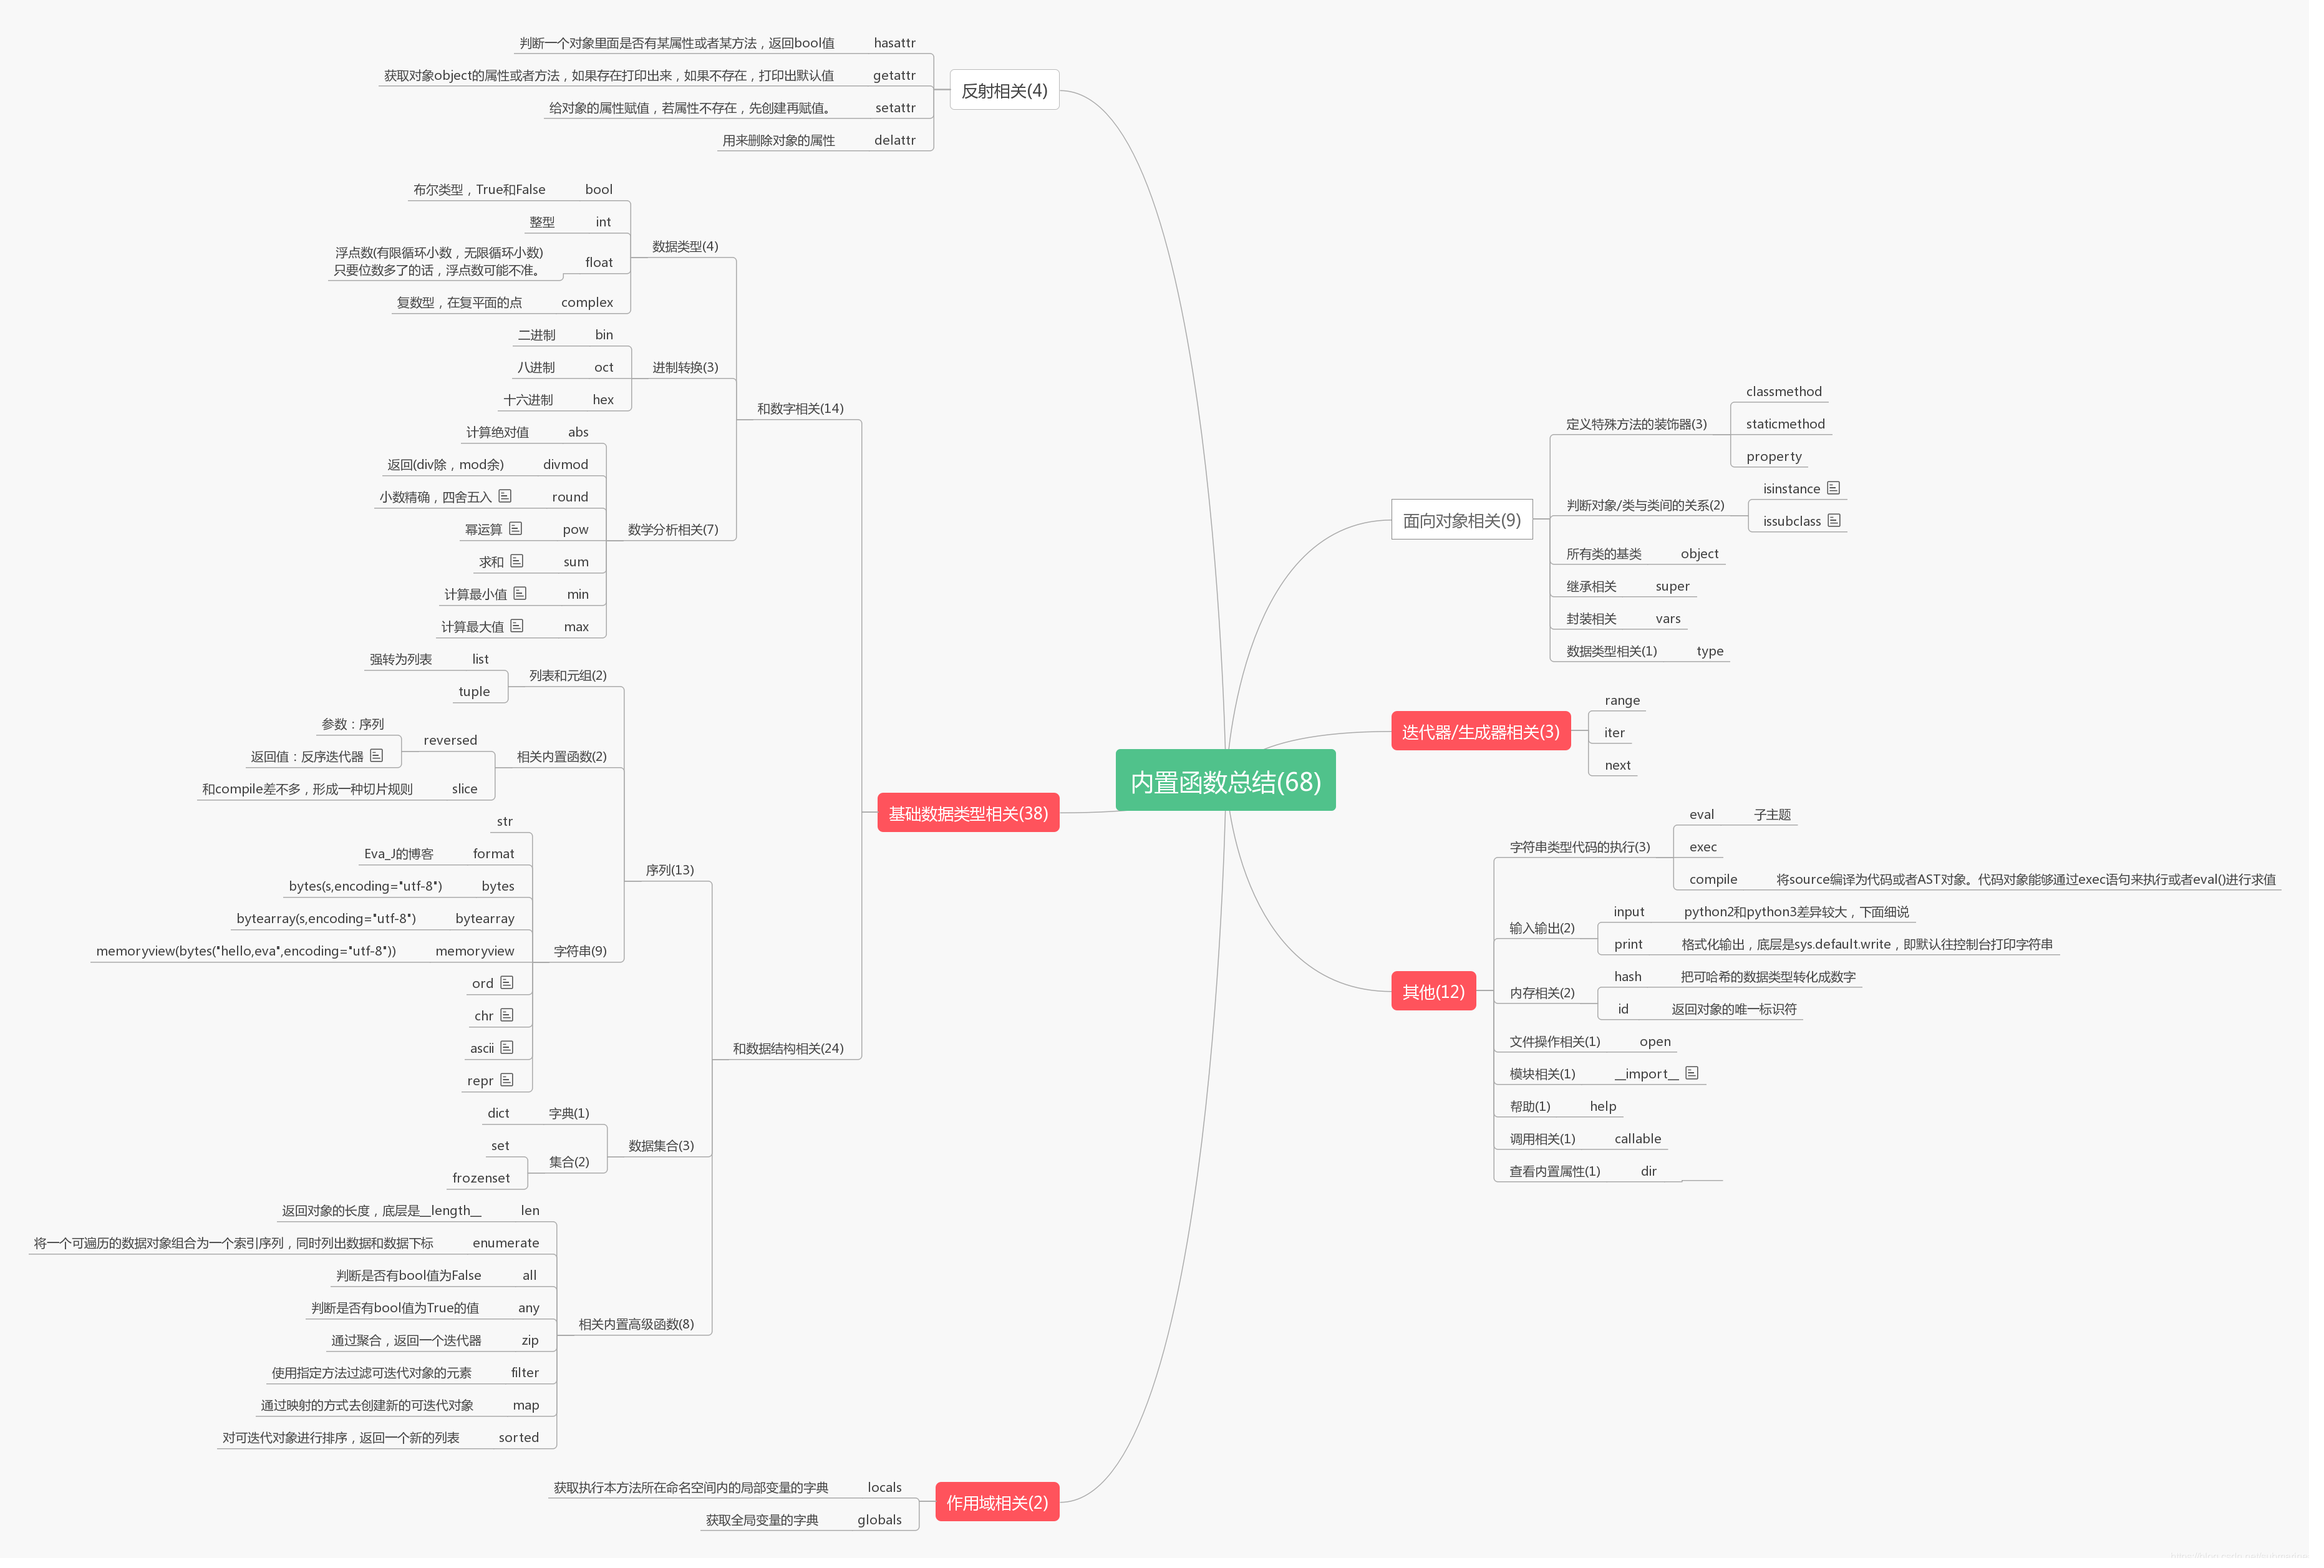 内置函数总结(68)
反射相关(4)
判断一个对象里面是否有某属性或者某方法，返回bool值 hasattr
获取对象object的属性或者方法，如果存在打印出来，如果不存在，打印出默认值 getattr
给对象的属性赋值，若属性不存在，先创建再赋值。 setattr
用来删除对象的属性 delattr
基础数据类型相关(38)
和数字相关(14)
数据类型(4)
布尔类型，True和False bool
整型 int
浮点数(有限循环小数，无限循环小数)
只要位数多了的话，浮点数可能不准。 float
复数型，在复平面的点 complex
进制转换(3)
二进制 bin
八进制 oct
十六进制 hex
数学分析相关(7)
计算绝对值 abs
返回(div除，mod余) divmod
小数精确，四舍五入 round
幂运算 pow
求和 sum
计算最小值 min
计算最大值 max
和数据结构相关(24)
序列(13)
列表和元组(2)
强转为列表 list
tuple
相关内置函数(2)
参数：序列
reversed
返回值：反序迭代器
和compile差不多，形成一种切片规则 slice
字符串(9)
str
Eva_J的博客 format
bytes(s,encoding="utf-8") bytes
bytearray(s,encoding="utf-8") bytearray
memoryview(bytes("hello,eva",encoding="utf-8")) memoryview
ord
chr
ascii
repr
数据集合(3)
dict 字典(1)
set
集合(2)
frozenset
相关内置高级函数(8)
返回对象的长度，底层是__length__ len
将一个可遍历的数据对象组合为一个索引序列，同时列出数据和数据下标 enumerate
判断是否有bool值为False all
判断是否有bool值为True的值 any
通过聚合，返回一个迭代器 zip
使用指定方法过滤可迭代对象的元素 filter
通过映射的方式去创建新的可迭代对象 map
对可迭代对象进行排序，返回一个新的列表 sorted
作用域相关(2)
获取执行本方法所在命名空间内的局部变量的字典 locals
获取全局变量的字典 globals
面向对象相关(9)
定义特殊方法的装饰器(3)
classmethod
staticmethod
property
判断对象/类与类间的关系(2)
isinstance
issubclass
所有类的基类 object
继承相关 super
封装相关 vars
数据类型相关(1) type
迭代器/生成器相关(3)
range
iter
next
其他(12)
字符串类型代码的执行(3)
eval 子主题
exec
compile 将source编译为代码或者AST对象。代码对象能够通过exec语句来执行或者eval()进行求值
输入输出(2)
input python2和python3差异较大，下面细说
print 格式化输出，底层是sys.default.write，即默认往控制台打印字符串
内存相关(2)
hash 把可哈希的数据类型转化成数字
id 返回对象的唯一标识符
文件操作相关(1) open
模块相关(1) __import__
帮助(1) help
调用相关(1) callable
查看内置属性(1) dir